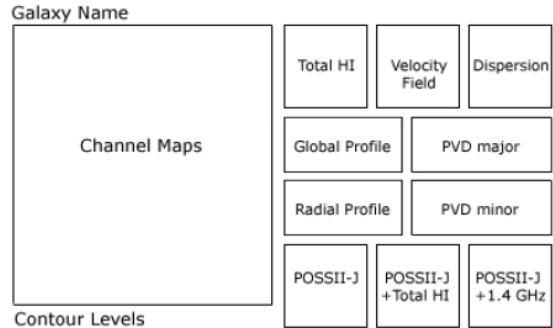 Galaxy Name
Channel Maps
Contour Levels
Total HI
Velocity
Field
Dispersion
Global Profile
PVD major
Radial Profile
PVD minor
POSSII-J
POSSII-J
+Total HI
POSSII-J
+1.4 GHz